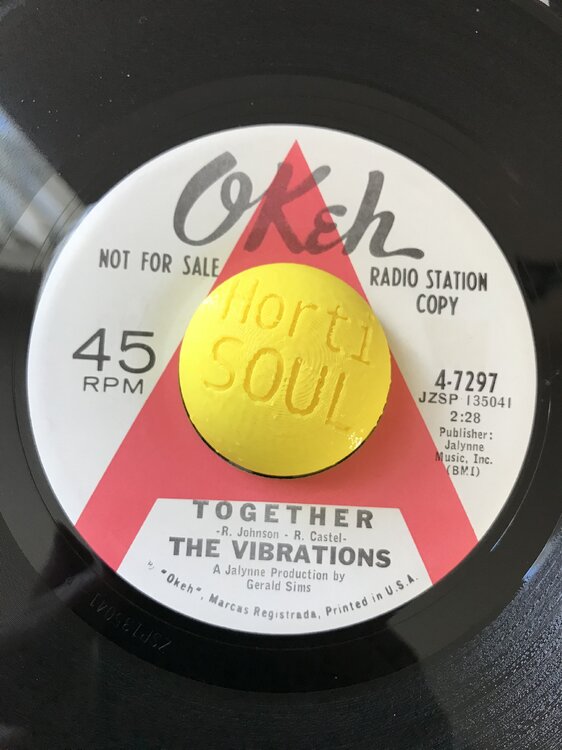 OKeh
NOT FOR SALE
RADIO STATION
COPY
Horti
SOUL
45
RPM
4-7297
JZSP 135041
2:28
Publisher:
Jalynne
Music, Inc.
(BMI)
TOGETHER
-R. Johnson - R. Castel-
THE VIBRATIONS
A Jalynne Production by
Gerald Sims
"Okeh", Marcas Registrada, Printed in U.S.A.
ZSP135041